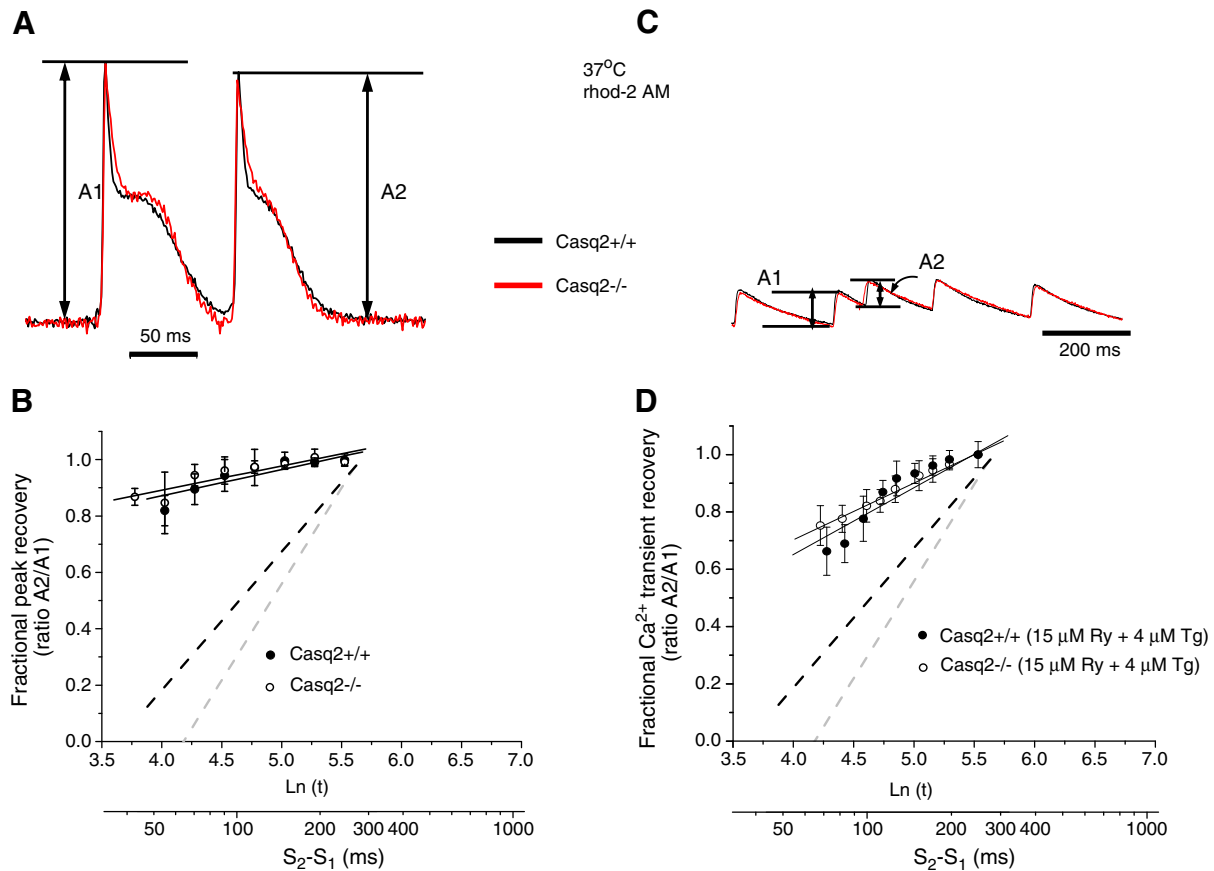 A
A1
A2
50 ms
Casq2+/+
Casq2-/-
C
37°C
rhod-2 AM
A1
A2
200 ms
B
Fractional peak recovery
(ratio A2/A1)
1.0
0.8
0.6
0.4
0.2
0.0
Casq2+/+
Casq2-/-
3.5 4.0 4.5 5.0 5.5 6.0 6.5 7.0
Ln (t)
50 100 200 300 400 1000
S₂-S₁ (ms)
D
Fractional Ca²⁺ transient recovery
(ratio A2/A1)
1.0
0.8
0.6
0.4
0.2
0.0
Casq2+/+ (15 μM Ry + 4 μM Tg)
Casq2-/- (15 μM Ry + 4 μM Tg)
3.5 4.0 4.5 5.0 5.5 6.0 6.5 7.0
Ln (t)
50 100 200 300 400 1000
S₂-S₁ (ms)